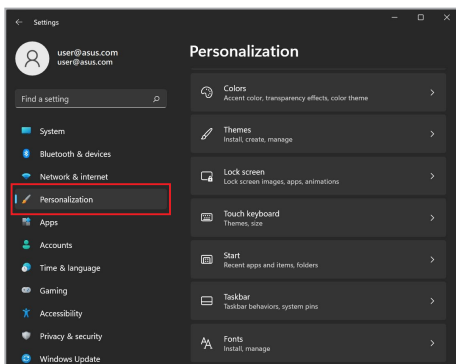 Settings
user@asus.com
user@asus.com
Find a setting
System
Bluetooth & devices
Network & internet
Personalization
Apps
Accounts
Time & language
Gaming
Accessibility
Privacy & security
Windows Update
Personalization
Colors
Accent color, transparency effects, color theme
Themes
Install, create, manage
Lock screen
Lock screen images, apps, animations
Touch keyboard
Themes, size
Start
Recent apps and items, folders
Taskbar
Taskbar behaviors, system pins
Fonts
Install, manage